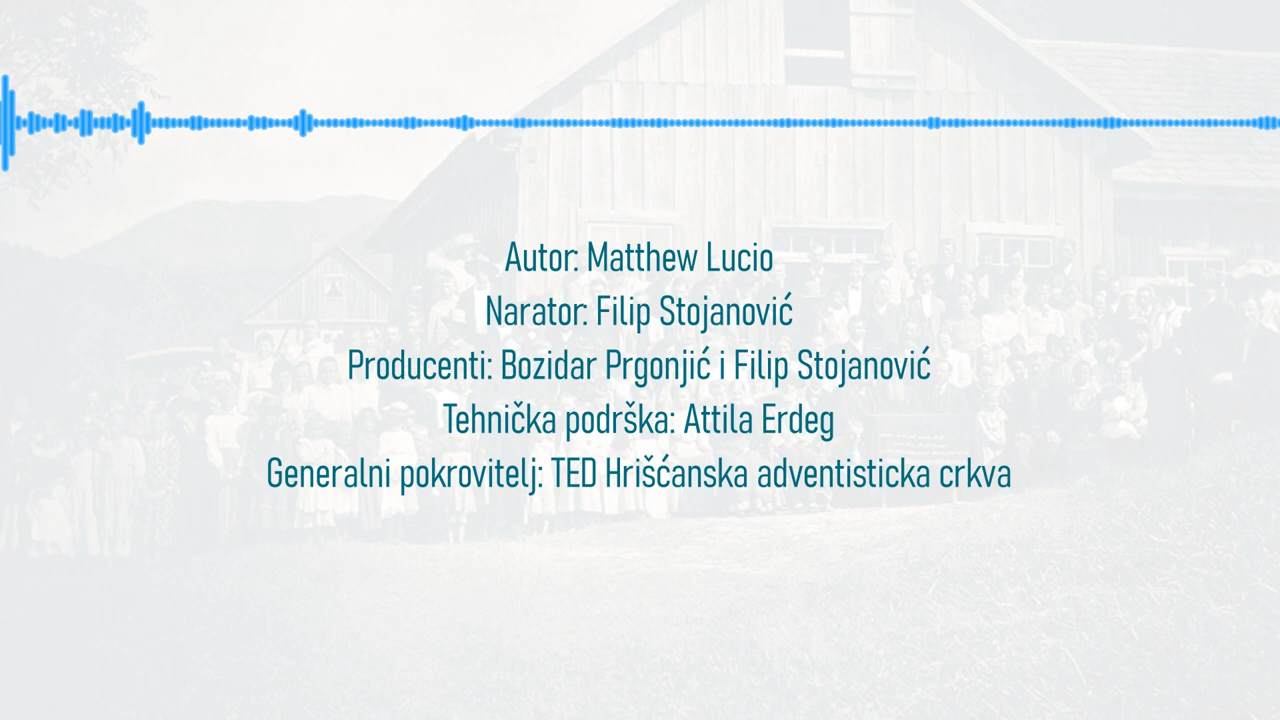 Autor: Matthew Lucio
Narator: Filip Stojanović
Producenti: Bozidar Prgonjić i Filip Stojanović
Tehnička podrška: Attila Erdeg
Generalni pokrovitelj: TED Hrišćanska adventisticka crkva